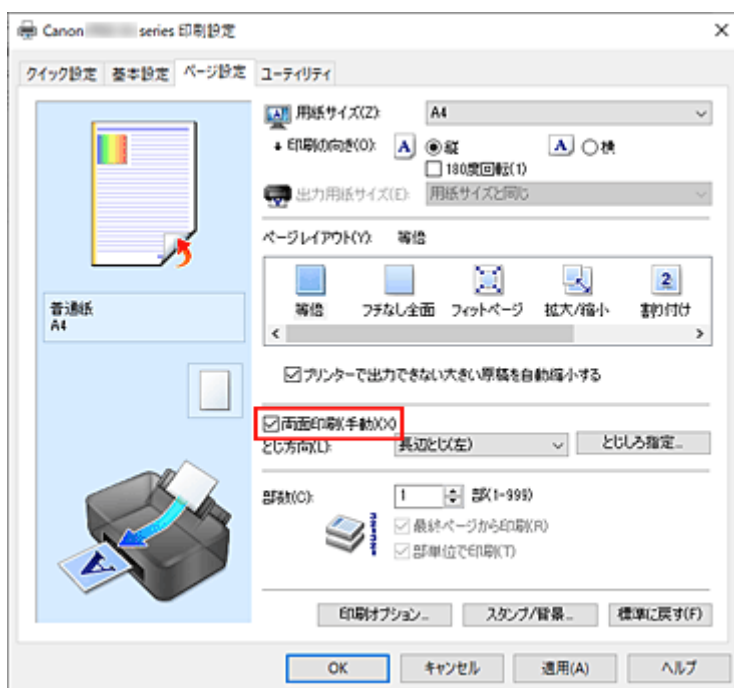 Canon series 印刷設定
クイック設定 基本設定 ページ設定 ユーティリティ
用紙サイズ(Z): A4
印刷の向き(O): A 縦 A 横
180度回転(1)
出力用紙サイズ(E): 用紙サイズと同じ
ページレイアウト(Y): 等倍
等倍 フチなし全面 フィットページ 拡大/縮小 割り付け
2
プリンターで出力できない大きい原稿を自動縮小する
普通紙
A4
両面印刷(手動)(X)
とじ方向(L): 長辺とじ(左) とじしろ指定...
部数(C): 1 部(1-999)
最終ページから印刷(R)
部単位で印刷(T)
A
印刷オプション... スタンプ/背景... 標準に戻す(F)
OK キャンセル 適用(A) ヘルプ